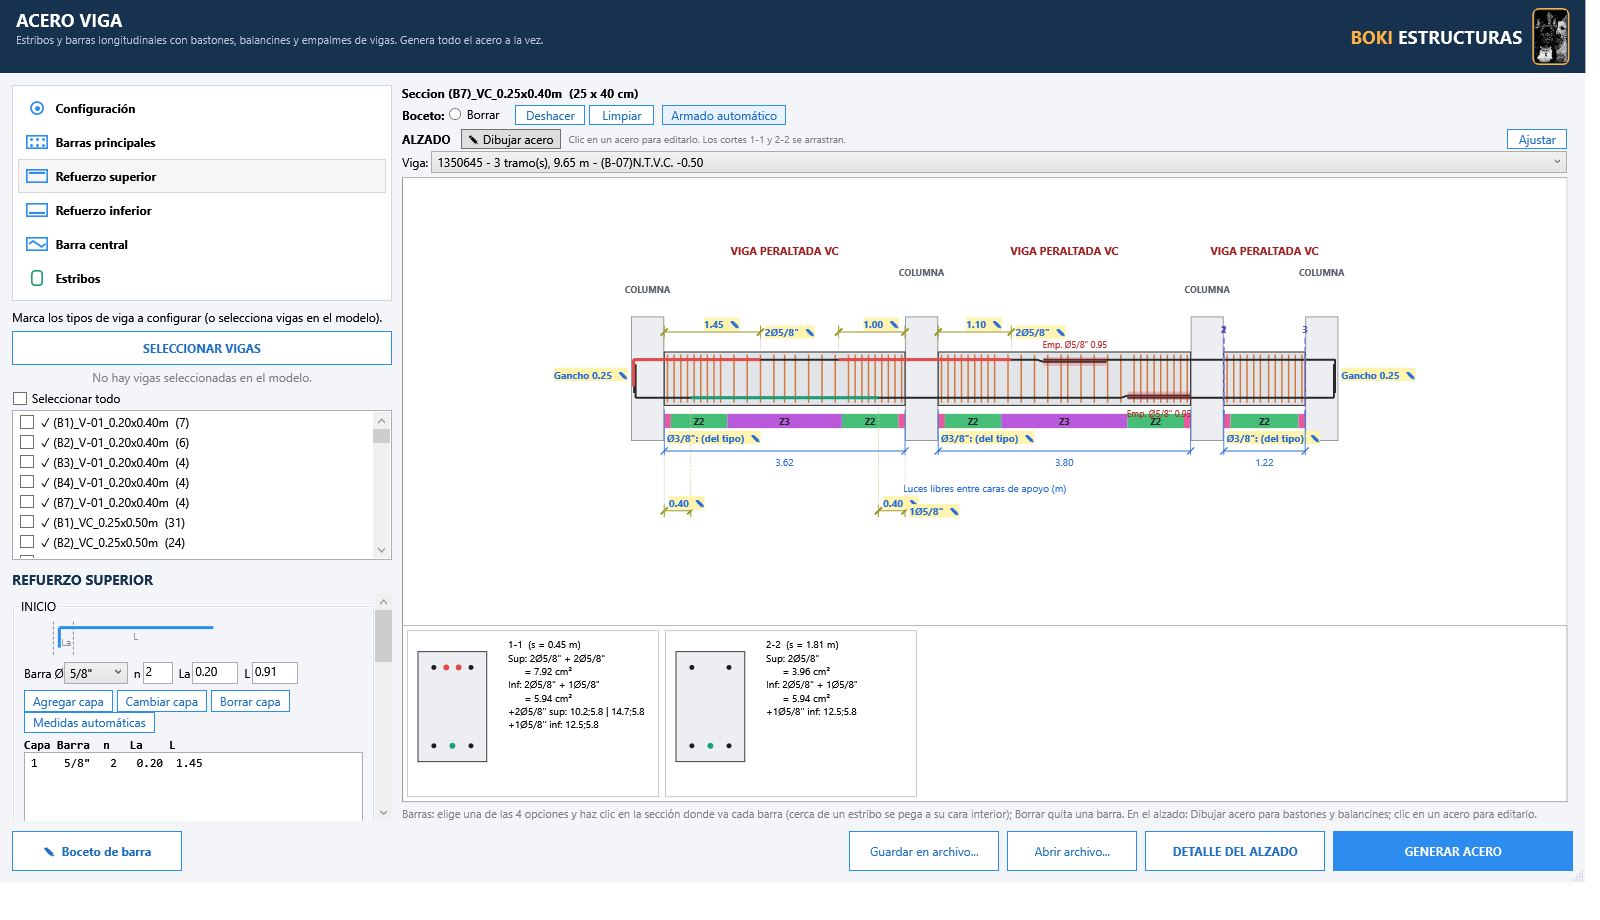 ACERO VIGA
Estribos y barras longitudinales con bastones, balancines y empalmes de vigas. Genera todo el acero a la vez.
BOKI ESTRUCTURAS
Configuración
Barras principales
Refuerzo superior
Refuerzo inferior
Barra central
Estribos
Marca los tipos de viga a configurar (o selecciona vigas en el modelo).
SELECCIONAR VIGAS
No hay vigas seleccionadas en el modelo.
Seleccionar todo
✓ (B1)_V-01_0.20x0.40m (7)
✓ (B2)_V-01_0.20x0.40m (6)
✓ (B3)_V-01_0.20x0.40m (4)
✓ (B4)_V-01_0.20x0.40m (4)
✓ (B7)_V-01_0.20x0.40m (4)
✓ (B1)_VC_0.25x0.50m (31)
✓ (B2)_VC_0.25x0.50m (24)
REFUERZO SUPERIOR
INICIO
La
L
Barra Ø 5/8" n 2 La 0.20 L 0.91
Agregar capa Cambiar capa Borrar capa
Medidas automáticas
Capa Barra n La L
1 5/8" 2 0.20 1.45
Boceto de barra
Seccion (B7)_VC_0.25x0.40m (25 x 40 cm)
Boceto: Borrar Deshacer Limpiar Armado automático
ALZADO Dibujar acero Clic en un acero para editarlo. Los cortes 1-1 y 2-2 se arrastran. Ajustar
Viga: 1350645 - 3 tramo(s), 9.65 m - (B-07)N.T.V.C. -0.50
VIGA PERALTADA VC VIGA PERALTADA VC VIGA PERALTADA VC
COLUMNA COLUMNA
COLUMNA COLUMNA
1.45 1.00 1.10
2Ø5/8" 2Ø5/8" 3
Emp. Ø5/8" 0.95
Gancho 0.25 Gancho 0.25
Emp. Ø5/8" 0.95
Z2 Z3 Z2 Z2 Z3 Z2 Z2
Ø3/8": (del tipo) Ø3/8": (del tipo) Ø3/8": (del tipo)
3.62 3.80 1.22
Luces libres entre caras de apoyo (m)
0.40 0.40
1Ø5/8"
1-1 (s = 0.45 m)
Sup: 2Ø5/8" + 2Ø5/8"
= 7.92 cm²
Inf: 2Ø5/8" + 1Ø5/8"
= 5.94 cm²
+2Ø5/8" sup: 10.2;5.8 | 14.7;5.8
+1Ø5/8" inf: 12.5;5.8
2-2 (s = 1.81 m)
Sup: 2Ø5/8"
= 3.96 cm²
Inf: 2Ø5/8" + 1Ø5/8"
= 5.94 cm²
+1Ø5/8" inf: 12.5;5.8
Barras: elige una de las 4 opciones y haz clic en la sección donde va cada barra (cerca de un estribo se pega a su cara interior); Borrar quita una barra. En el alzado: Dibujar acero para bastones y balancines; clic en un acero para editarlo.
Guardar en archivo... Abrir archivo... DETALLE DEL ALZADO GENERAR ACERO